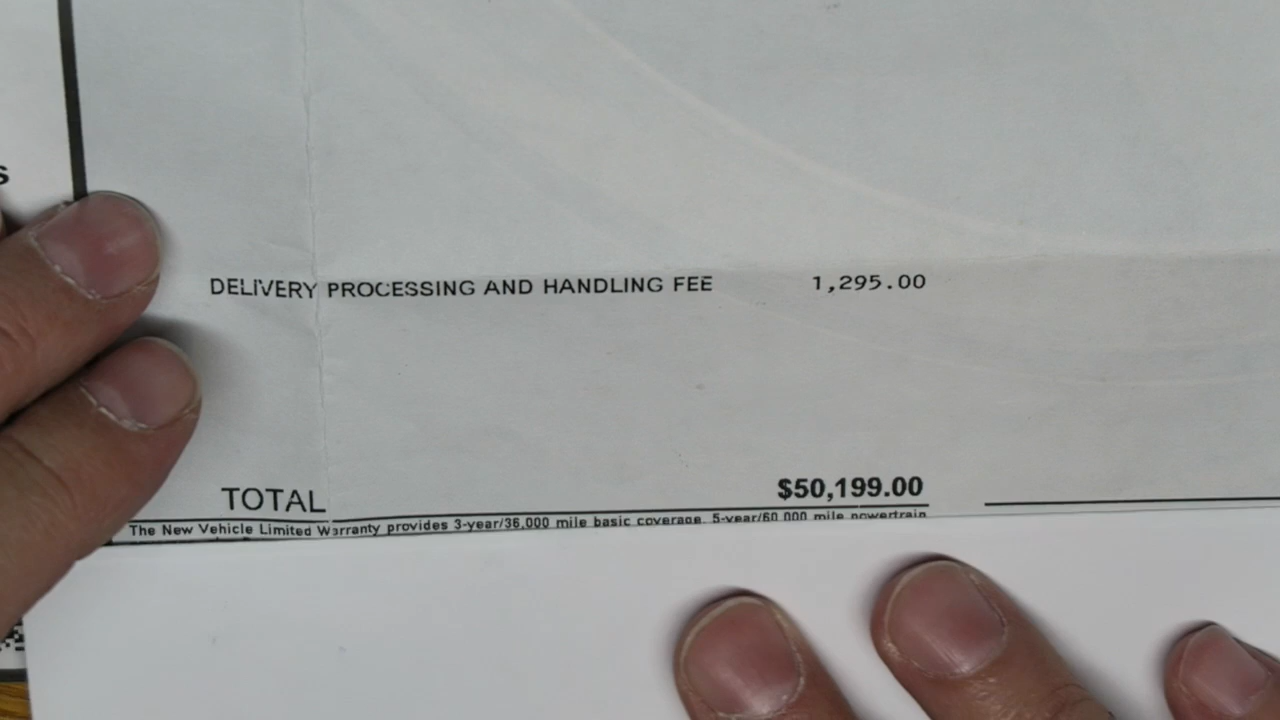 S
DELIVERY PROCESSING AND HANDLING FEE 1,295.00
TOTAL $50,199.00
The New Vehicle Limited Warranty provides 3-year/36,000 mile basic coverage, 5-year/60,000 mile powertrain